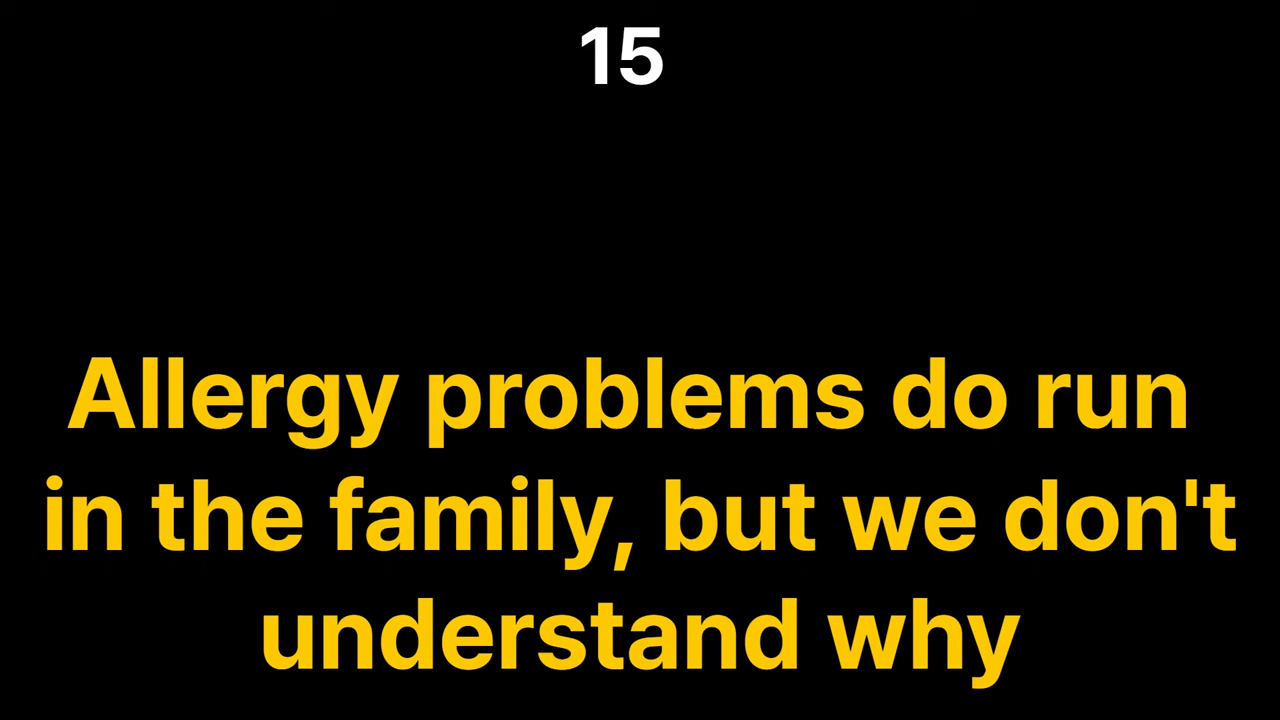 15
Allergy problems do run
in the family, but we don't
understand why